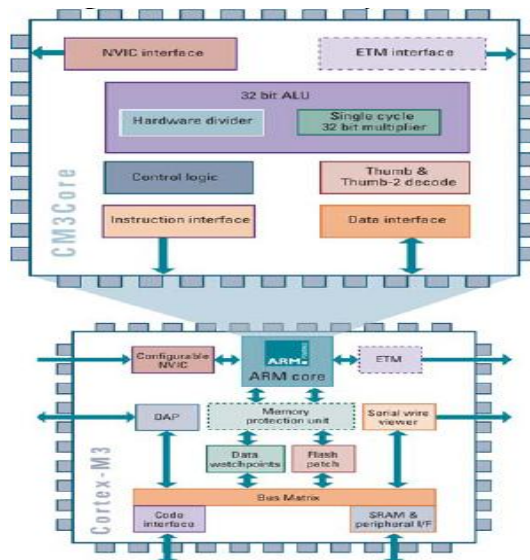 NVIC interface
ETM interface
32 bit ALU
Hardware divider
Single cycle
32 bit multiplier
Control logic
Thumb &
Thumb-2 decode
Instruction interface
Data interface
CM3Core
Configurable
NVIC
ARM
ARM core
ETM
DAP
Memory
protection unit
Serial wire
viewer
Data
watchpoints
Flash
patch
Bus Matrix
Code
interface
SRAM &
peripheral I/F
Cortex-M3